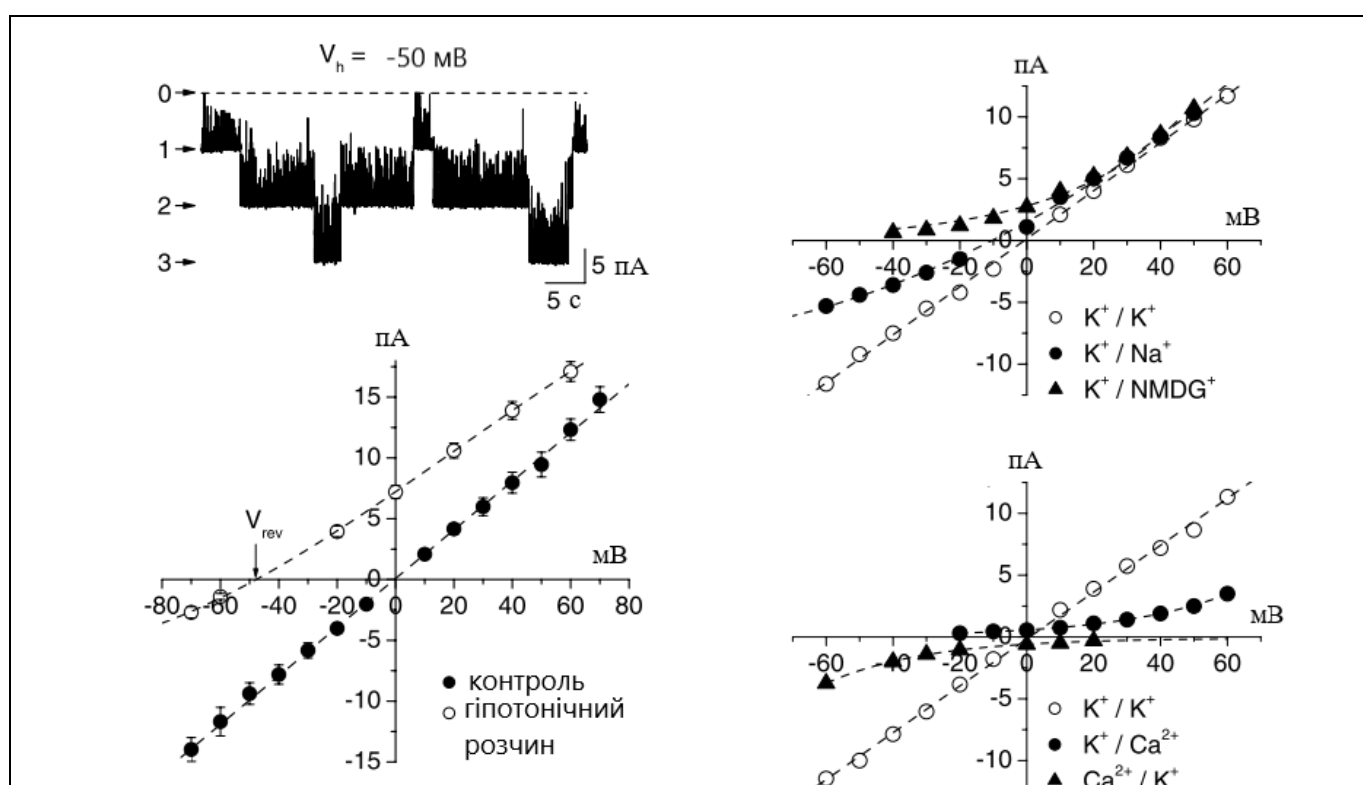 V_h = -50 мВ
0
1
2
3
5 пА
5 с
пА
15
10
5
0
-5
-10
-15
-80 -60 -40 -20 0 20 40 60 80
мВ
V_rev
контроль
гіпотонічний
розчин
пА
10
5
0
-5
-10
-60 -40 -20 0 20 40 60
мВ
K⁺ / K⁺
K⁺ / Na⁺
K⁺ / NMDG⁺
пА
10
5
0
-5
-10
-60 -40 -20 0 20 40 60
мВ
K⁺ / K⁺
K⁺ / Ca²⁺
Ca²⁺ / K⁺